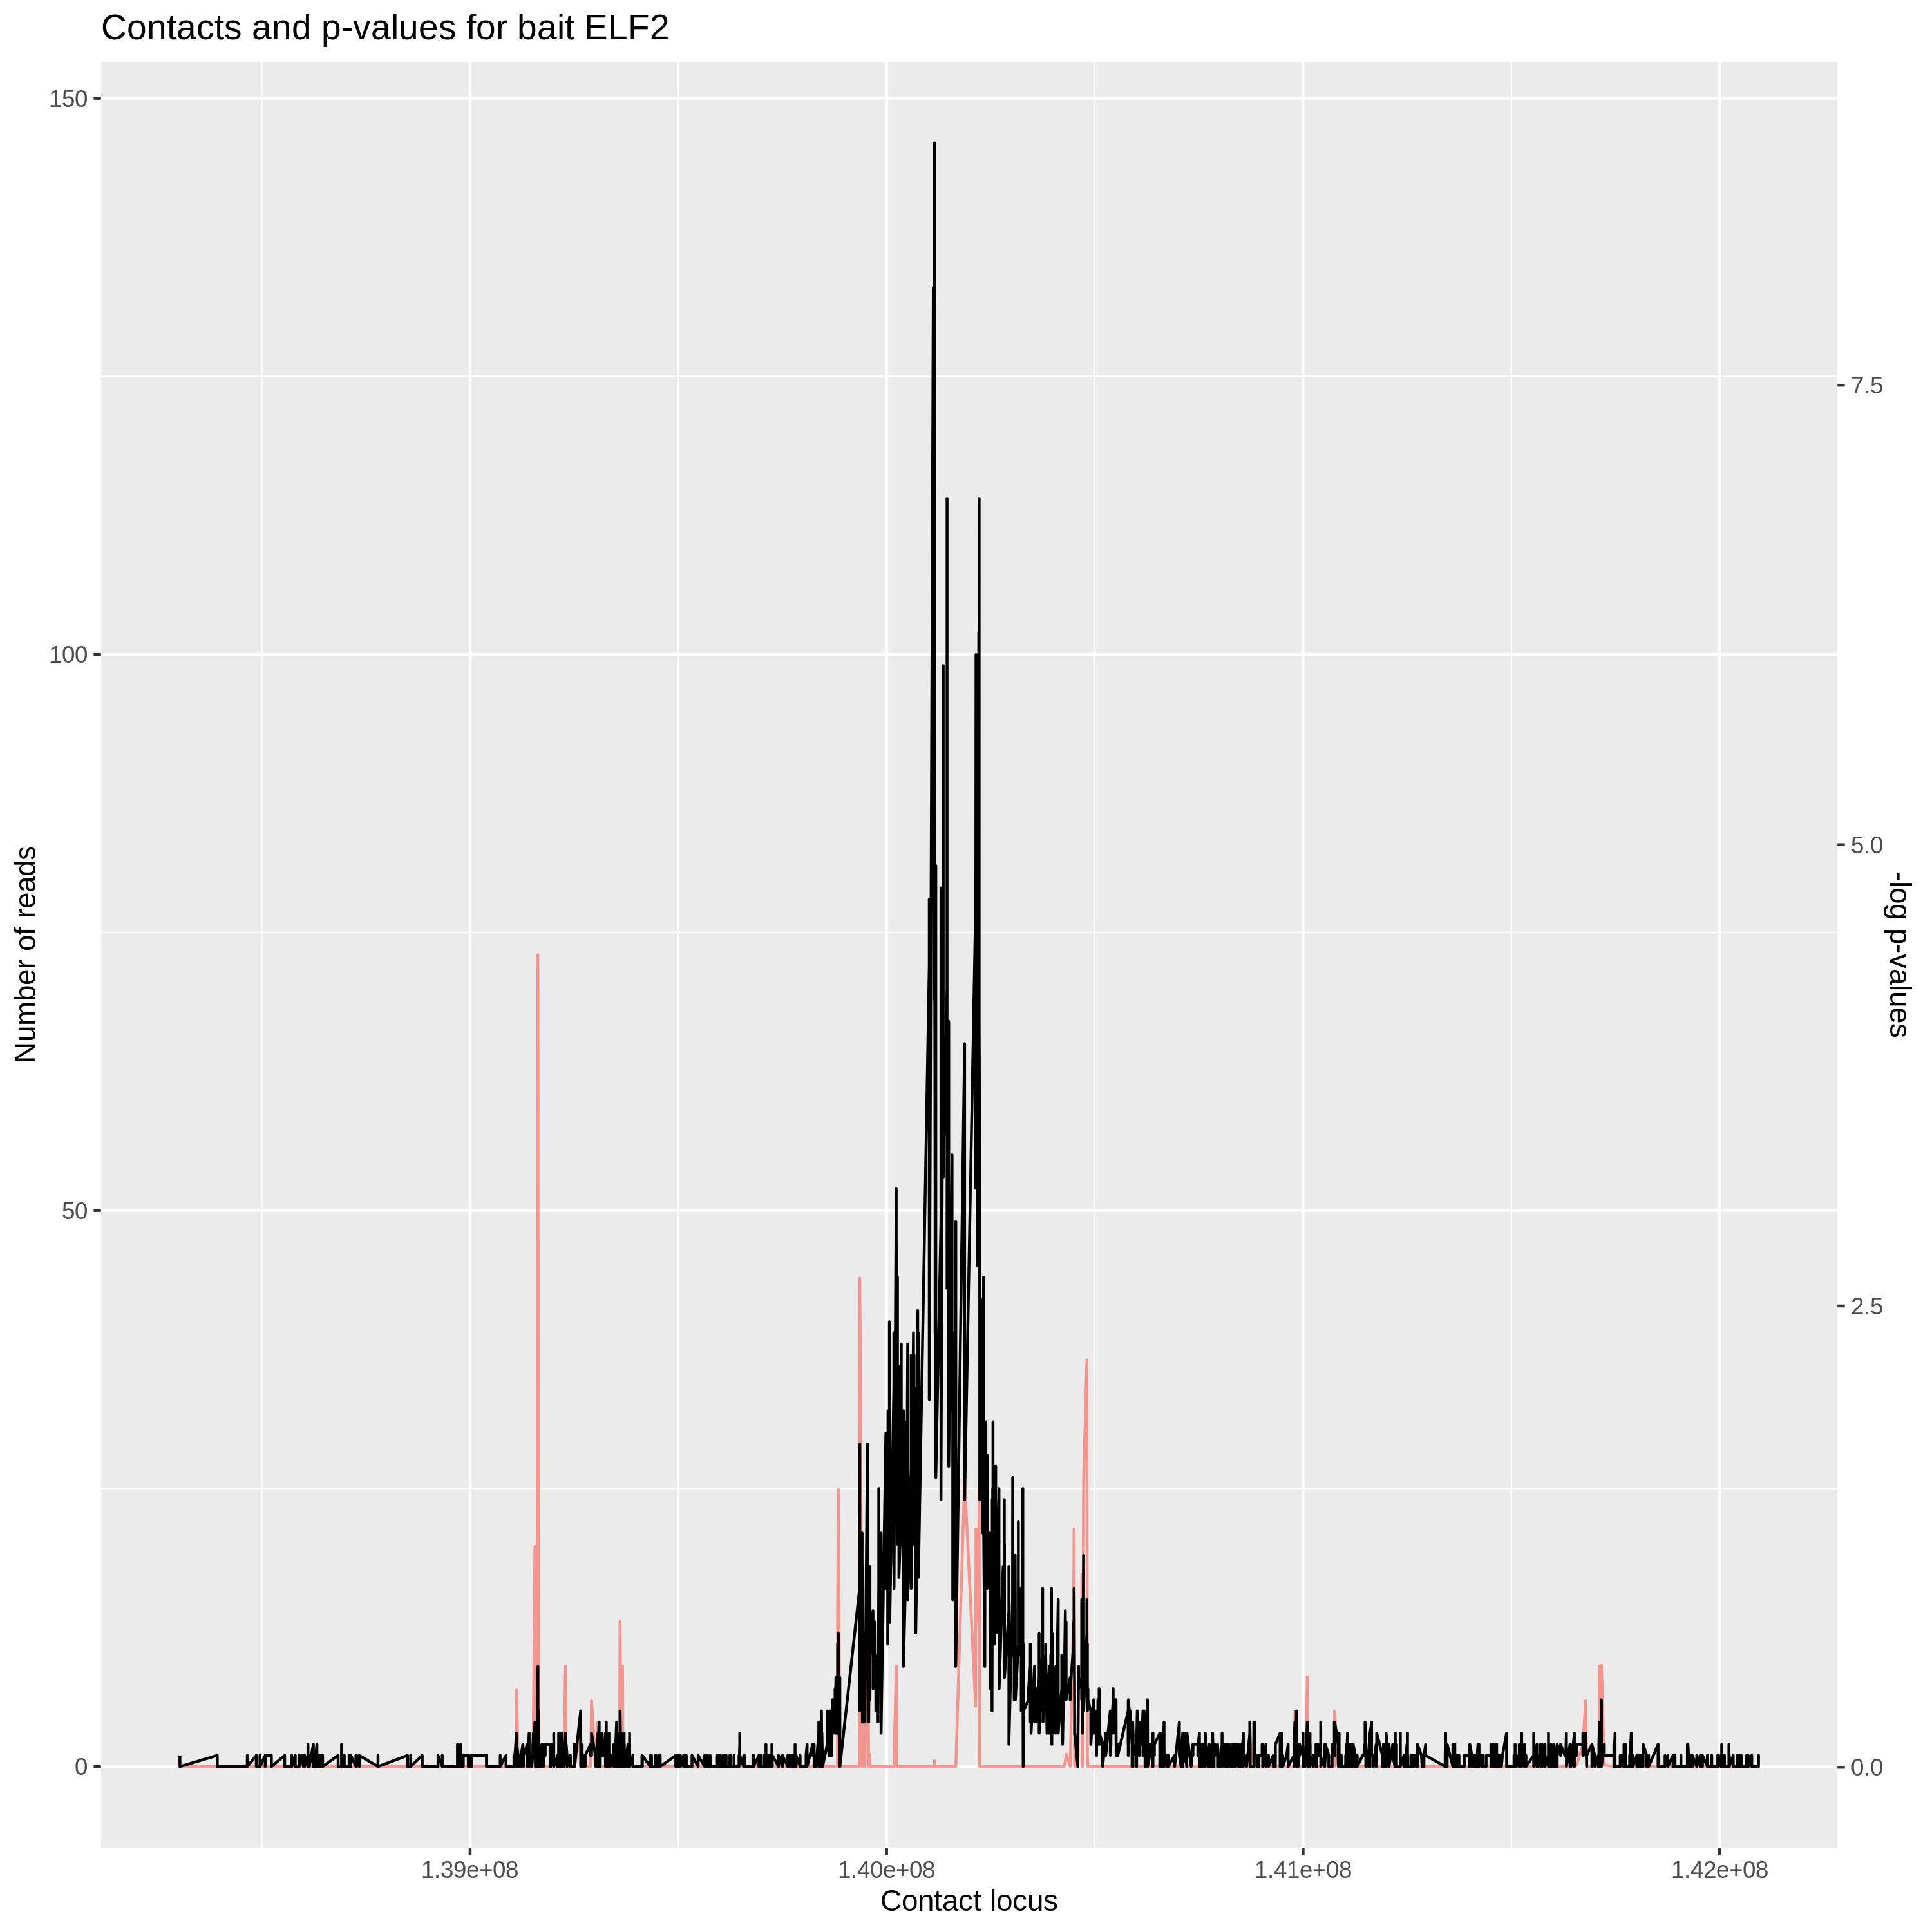 Contacts and p-values for bait ELF2
150
100
50
0
Number of reads
7.5
5.0
2.5
0.0
-log p-values
1.39e+08
1.40e+08
1.41e+08
1.42e+08
Contact locus